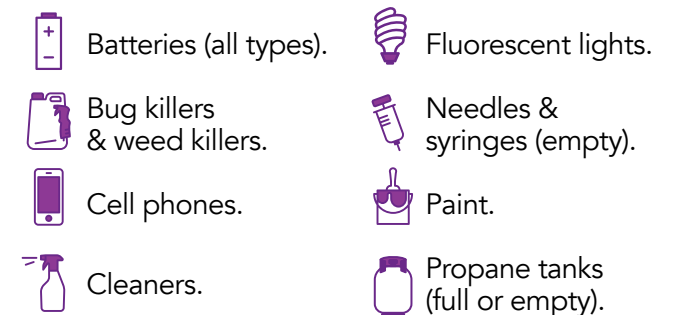 Batteries (all types).
Bug killers
& weed killers.
Cell phones.
Cleaners.
Fluorescent lights.
Needles &
syringes (empty).
Paint.
Propane tanks
(full or empty).